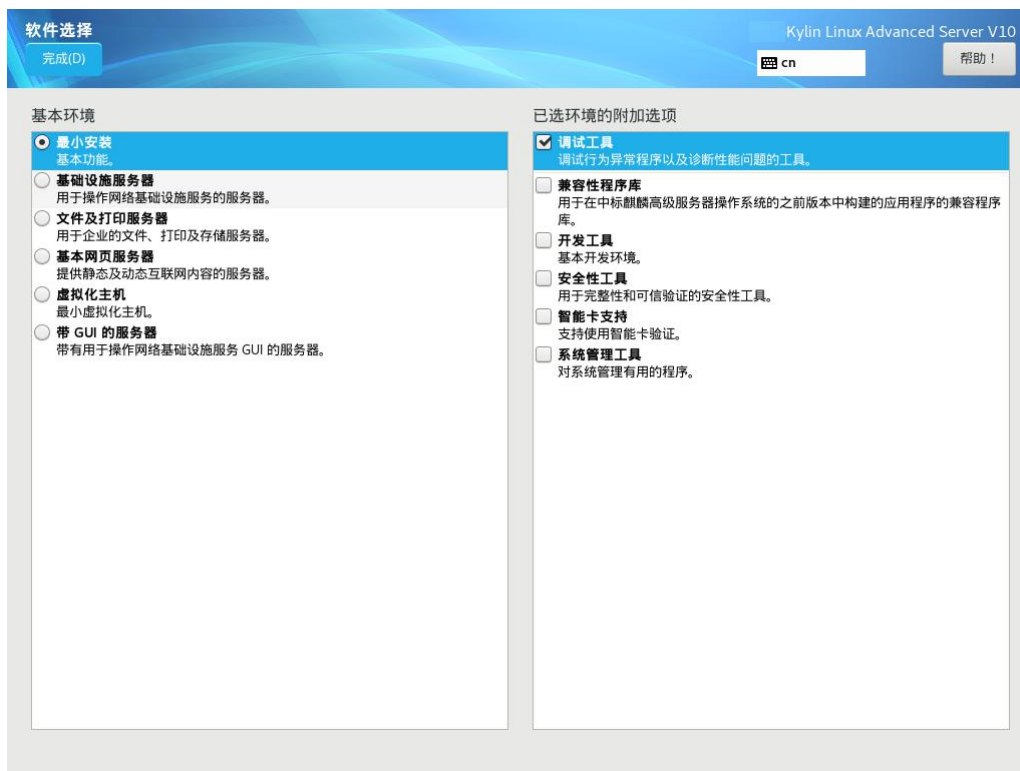 软件选择
Kylin Linux Advanced Server V10
完成(D)
cn
帮助！
基本环境
最小安装
基本功能。
基础设施服务器
用于操作网络基础设施服务的服务器。
文件及打印服务器
用于企业的文件、打印及存储服务器。
基本网页服务器
提供静态及动态互联网内容的服务器。
虚拟化主机
最小虚拟化主机。
带 GUI 的服务器
带有用于操作网络基础设施服务 GUI 的服务器。
已选环境的附加选项
调试工具
调试行为异常程序以及诊断性能问题的工具。
兼容性程序库
用于在中标麒麟高级服务器操作系统的之前版本中构建的应用程序的兼容程序
库。
开发工具
基本开发环境。
安全性工具
用于完整性和可信验证的安全性工具。
智能卡支持
支持使用智能卡验证。
系统管理工具
对系统管理有用的程序。